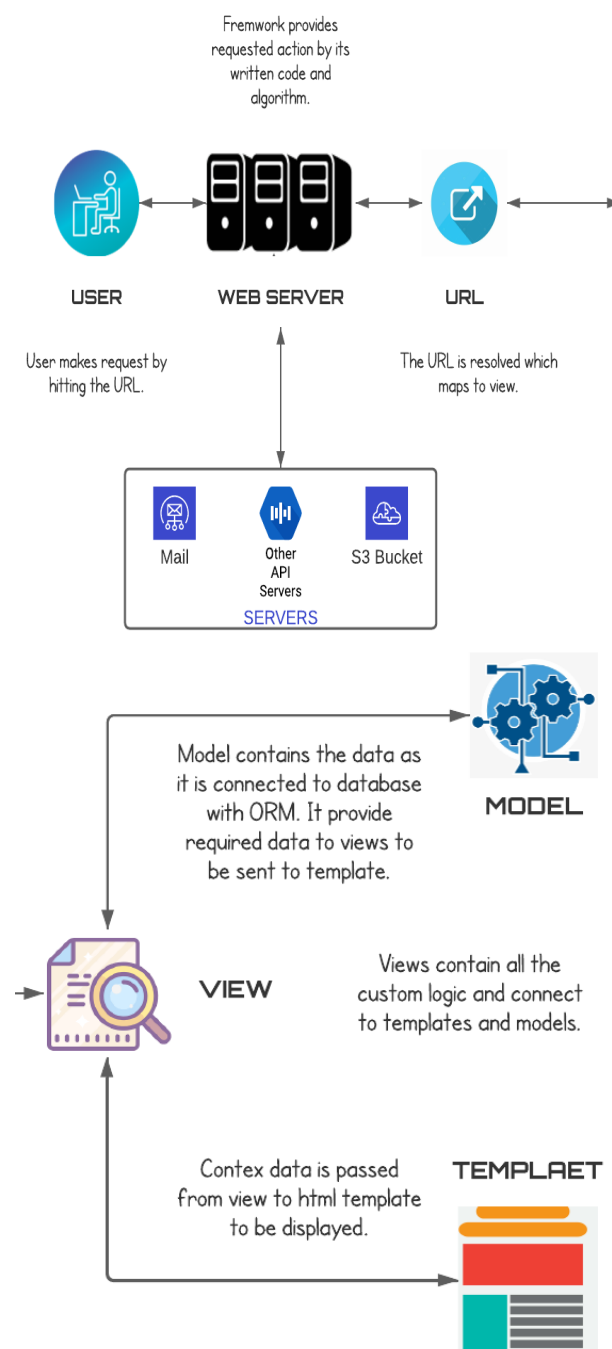 Fremwork provides
requested action by its
written code and
algorithm.
USER
WEB SERVER
URL
User makes request by
hitting the URL.
The URL is resolved which
maps to view.
Mail
Other
API
Servers
S3 Bucket
SERVERS
Model contains the data as
it is connected to database
with ORM. It provide
required data to views to
be sent to template.
MODEL
VIEW
Views contain all the
custom logic and connect
to templates and models.
Contex data is passed
from view to html template
to be displayed.
TEMPLAET